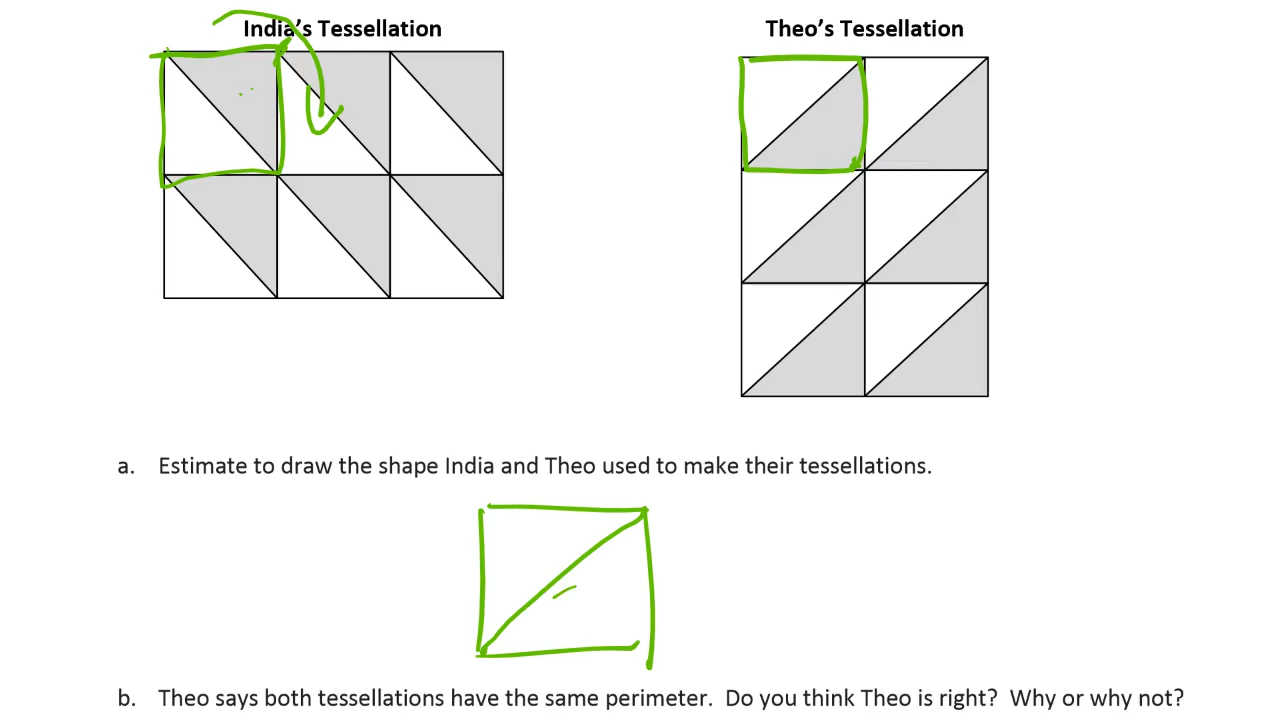 India's Tessellation
Theo's Tessellation
a. Estimate to draw the shape India and Theo used to make their tessellations.
b. Theo says both tessellations have the same perimeter. Do you think Theo is right? Why or why not?